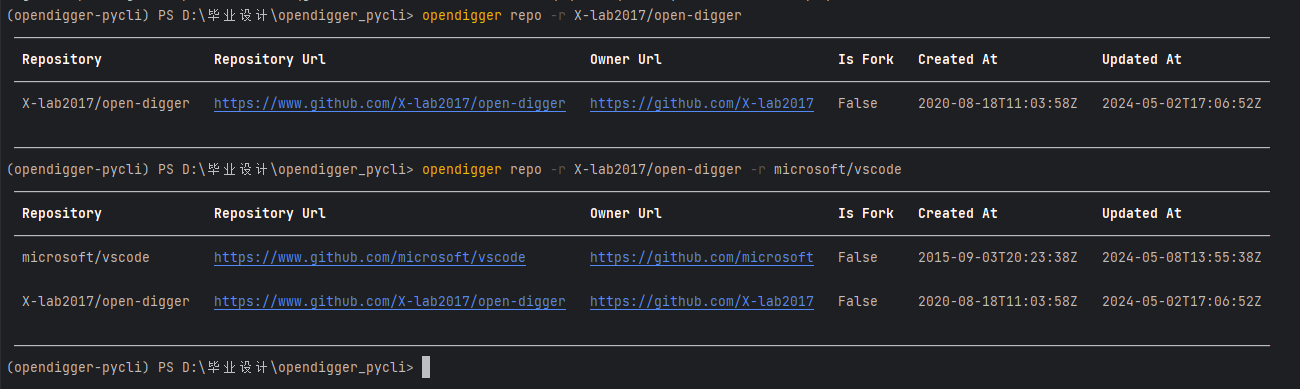 (opendigger-pycli) PS D:\毕业设计\opendigger_pycli> opendigger repo -r X-lab2017/open-digger
Repository Repository Url Owner Url Is Fork Created At Updated At
X-lab2017/open-digger https://www.github.com/X-lab2017/open-digger https://github.com/X-lab2017 False 2020-08-18T11:03:58Z 2024-05-02T17:06:52Z
(opendigger-pycli) PS D:\毕业设计\opendigger_pycli> opendigger repo -r X-lab2017/open-digger -r microsoft/vscode
Repository Repository Url Owner Url Is Fork Created At Updated At
microsoft/vscode https://www.github.com/microsoft/vscode https://github.com/microsoft False 2015-09-03T20:23:38Z 2024-05-08T13:55:38Z
X-lab2017/open-digger https://www.github.com/X-lab2017/open-digger https://github.com/X-lab2017 False 2020-08-18T11:03:58Z 2024-05-02T17:06:52Z
(opendigger-pycli) PS D:\毕业设计\opendigger_pycli>